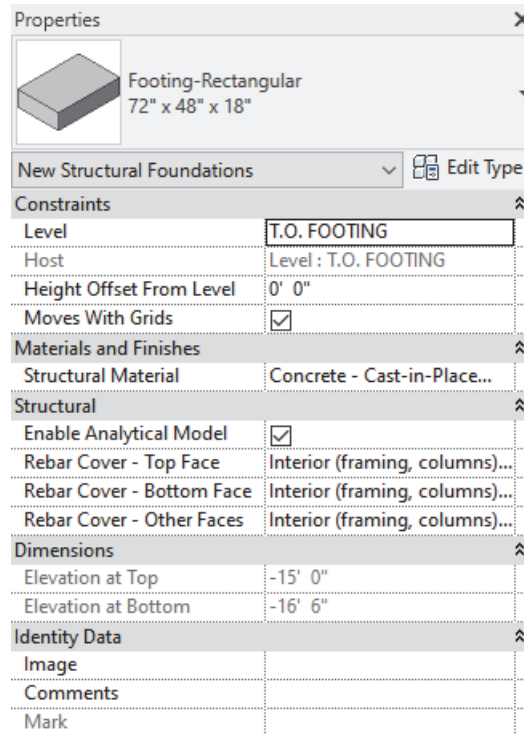 Properties
Footing-Rectangular
72" x 48" x 18"
New Structural Foundations Edit Type
Constraints
Level T.O. FOOTING
Host Level : T.O. FOOTING
Height Offset From Level 0' 0"
Moves With Grids
Materials and Finishes
Structural Material Concrete - Cast-in-Place...
Structural
Enable Analytical Model
Rebar Cover - Top Face Interior (framing, columns)...
Rebar Cover - Bottom Face Interior (framing, columns)...
Rebar Cover - Other Faces Interior (framing, columns)...
Dimensions
Elevation at Top -15' 0"
Elevation at Bottom -16' 6"
Identity Data
Image
Comments
Mark